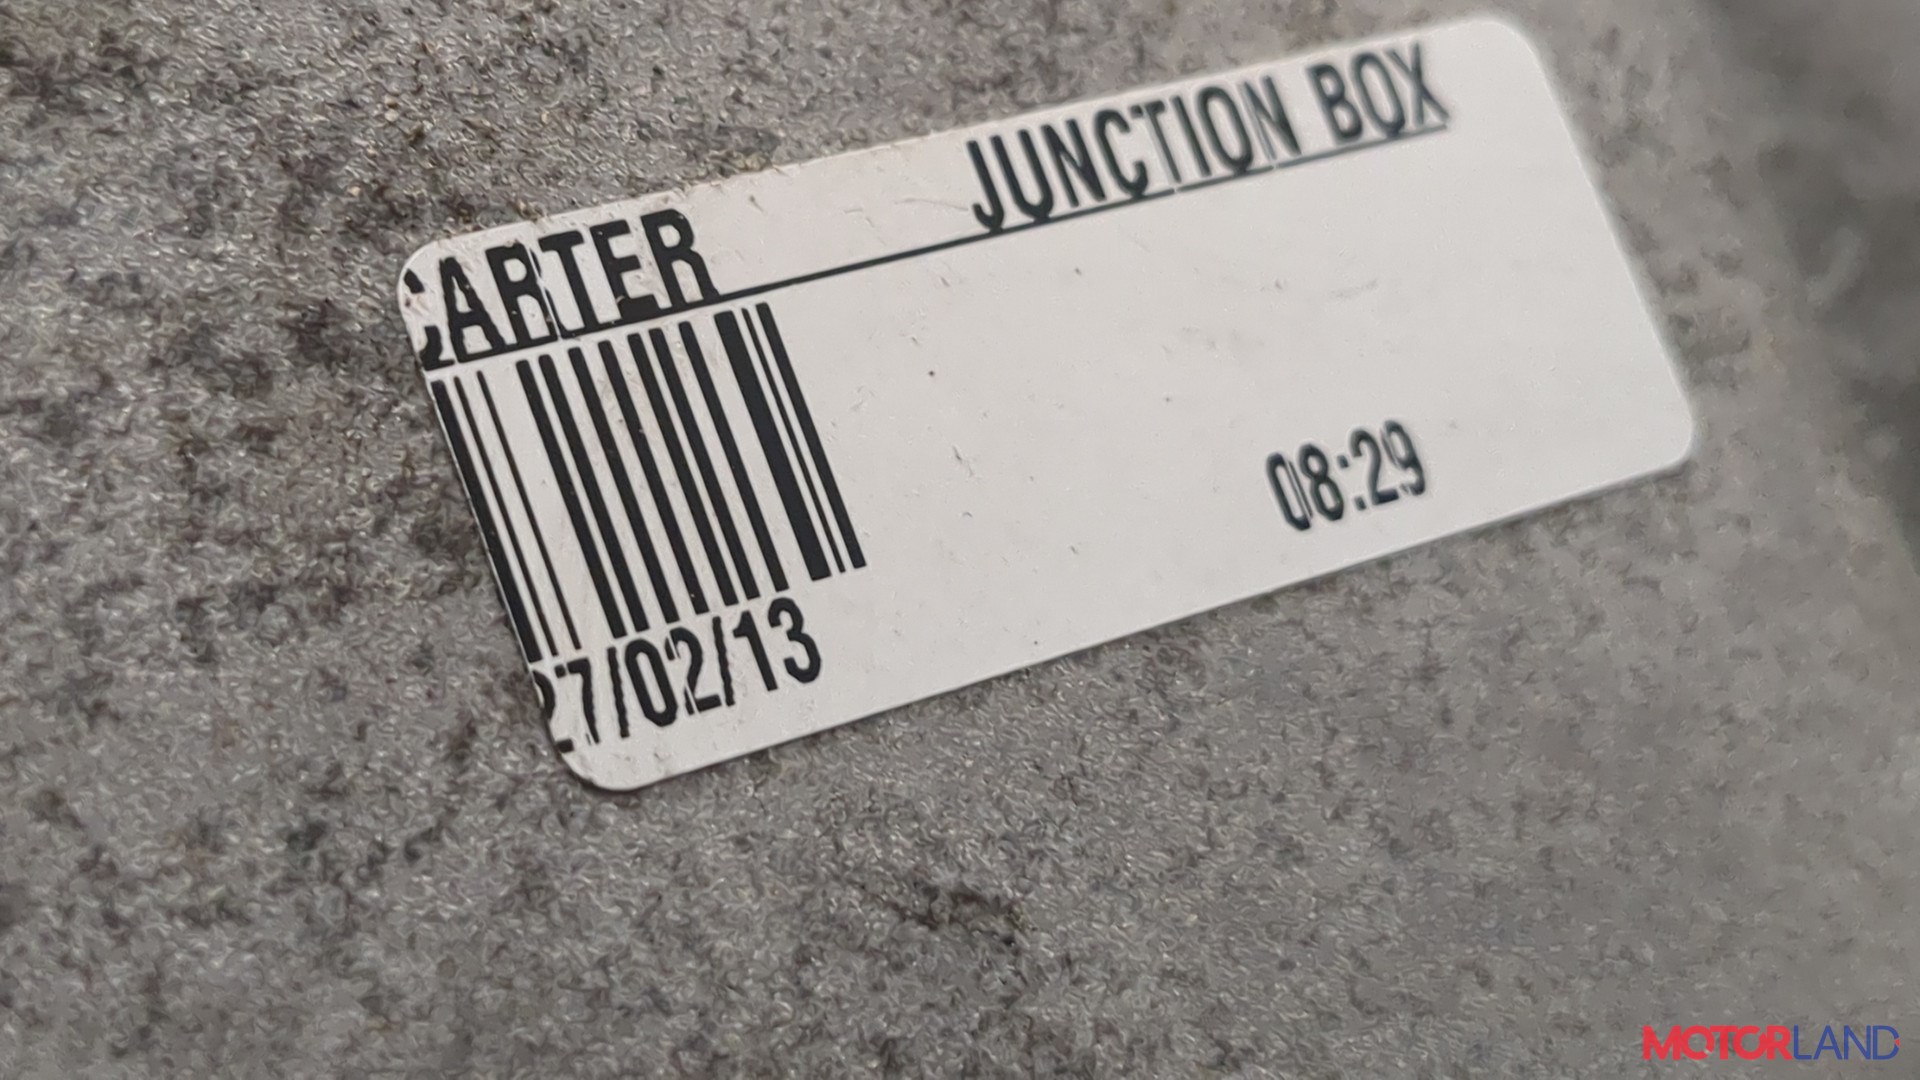 CARTER JUNCTION BOX
27/02/13 08:29
MOTORLAND